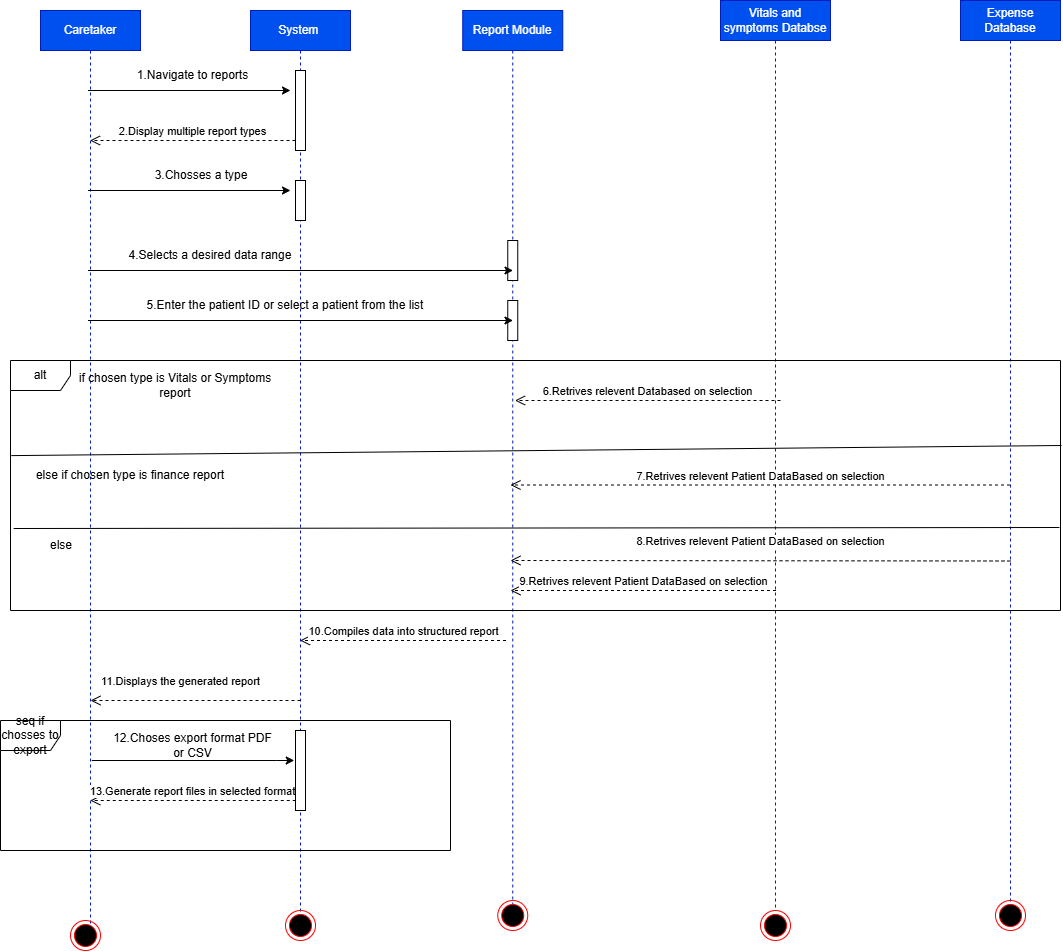 Caretaker
System
Report Module
Vitals and
symptoms Databse
Expense
Database
1.Navigate to reports
2.Display multiple report types
3.Chosses a type
4.Selects a desired data range
5.Enter the patient ID or select a patient from the list
alt
if chosen type is Vitals or Symptoms
report
6.Retrives relevent Databased on selection
else if chosen type is finance report
7.Retrives relevent Patient DataBased on selection
else
8.Retrives relevent Patient DataBased on selection
9.Retrives relevent Patient DataBased on selection
10.Compiles data into structured report
11.Displays the generated report
seq if
chosses to
export
12.Choses export format PDF
or CSV
13.Generate report files in selected format